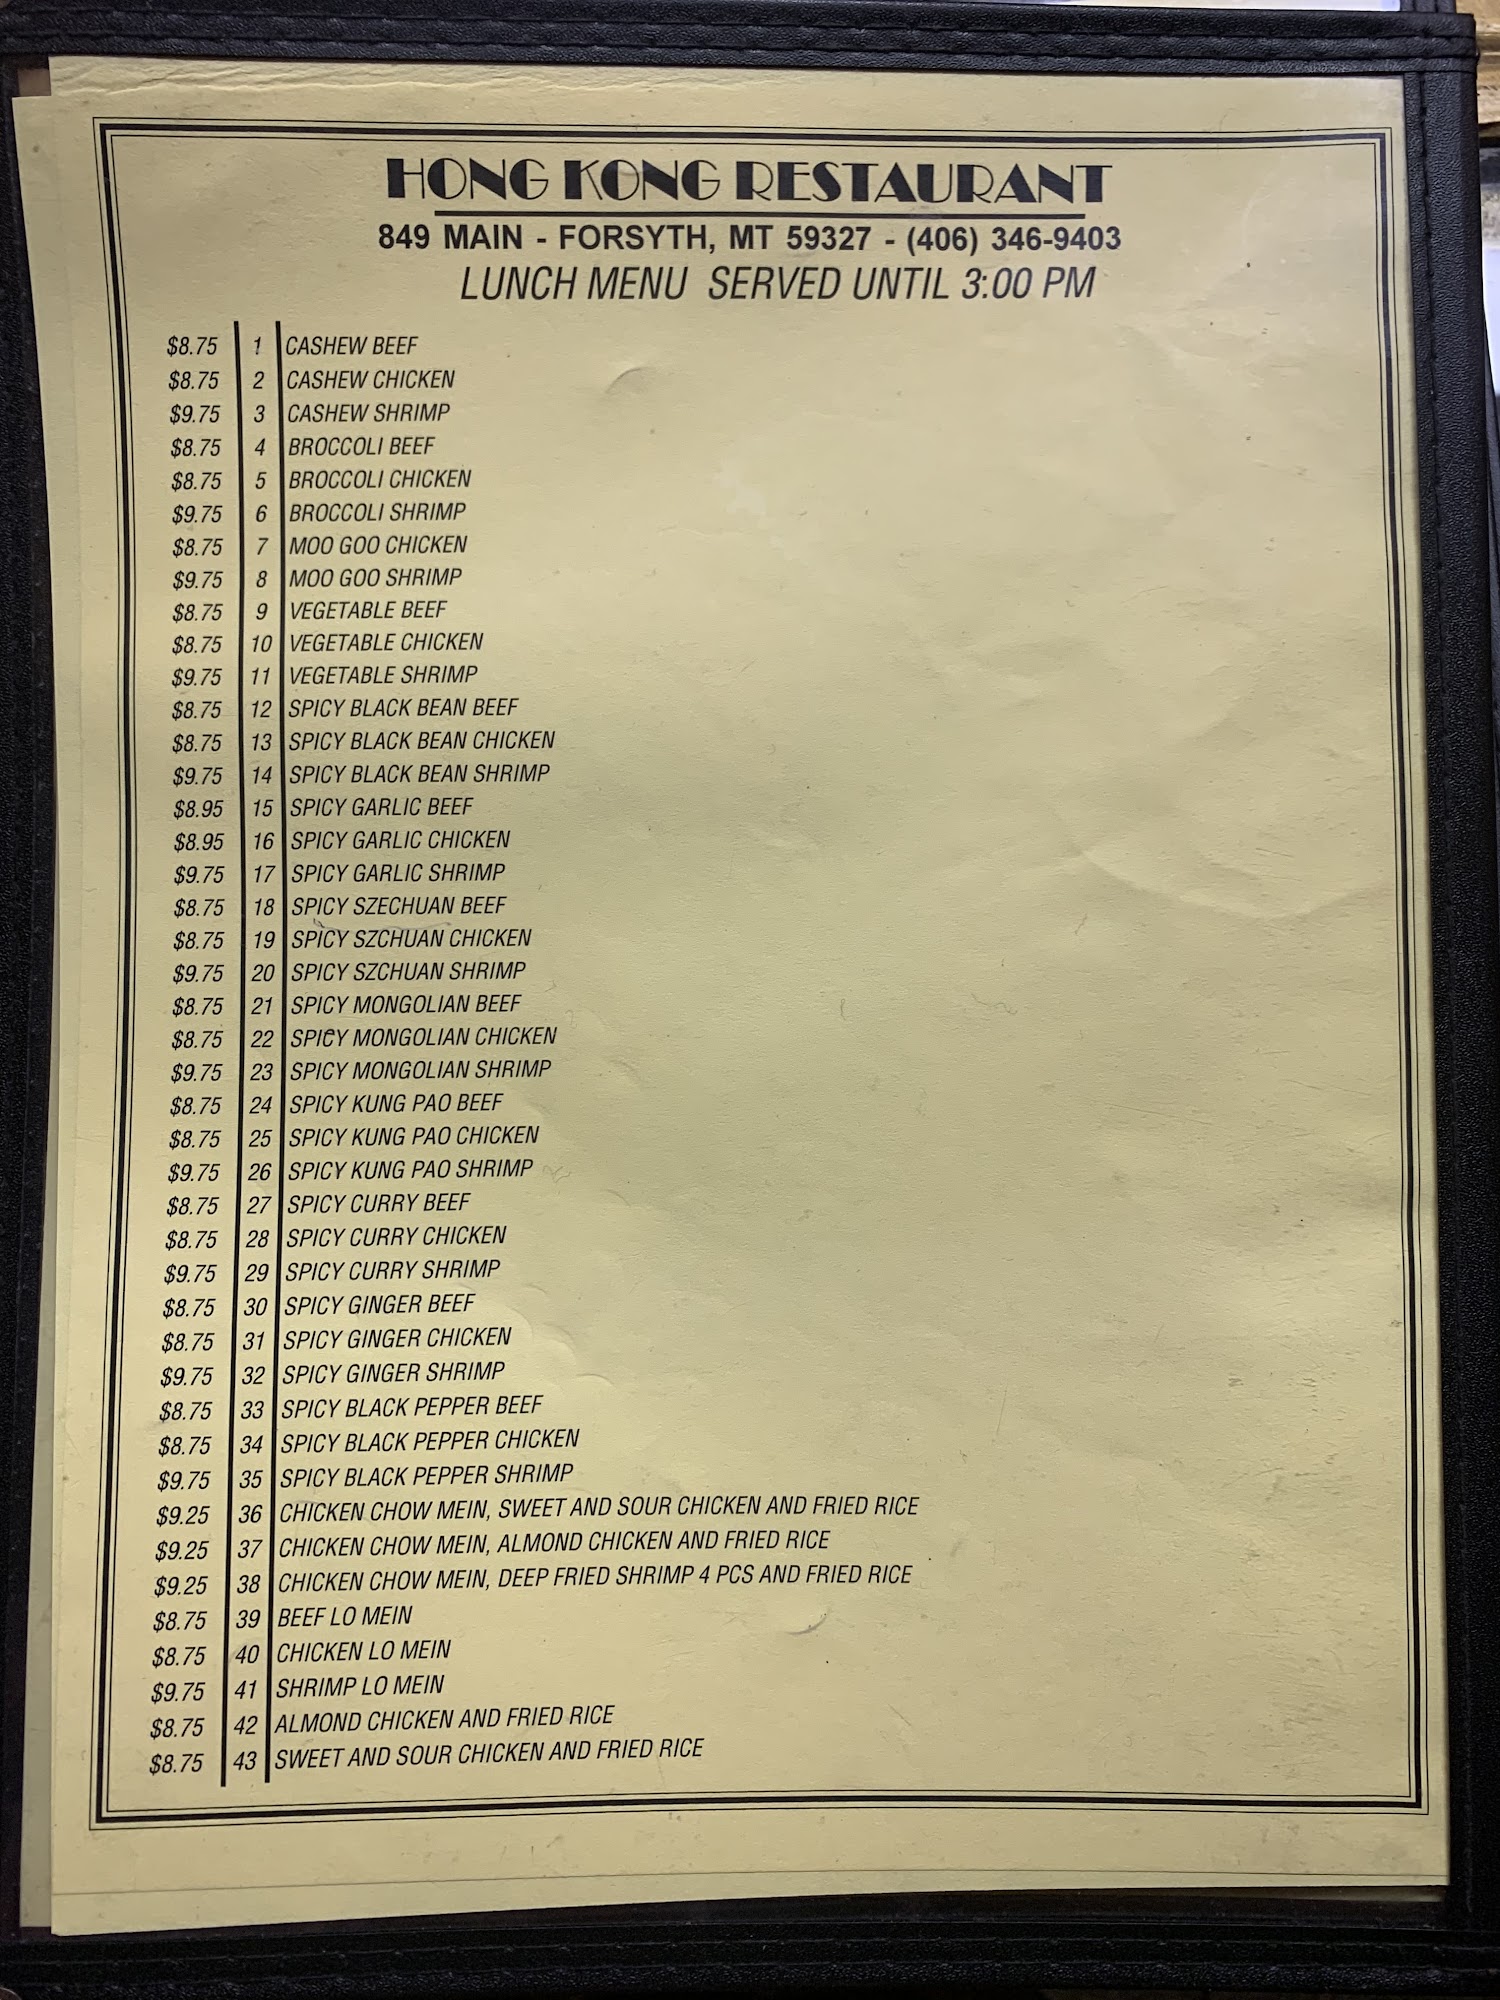 HONG KONG RESTAURANT
849 MAIN - FORSYTH, MT 59327 - (406) 346-9403
LUNCH MENU SERVED UNTIL 3:00 PM
$8.75 1 CASHEW BEEF
$8.75 2 CASHEW CHICKEN
$9.75 3 CASHEW SHRIMP
$8.75 4 BROCCOLI BEEF
$8.75 5 BROCCOLI CHICKEN
$9.75 6 BROCCOLI SHRIMP
$8.75 7 MOO GOO CHICKEN
$9.75 8 MOO GOO SHRIMP
$8.75 9 VEGETABLE BEEF
$8.75 10 VEGETABLE CHICKEN
$9.75 11 VEGETABLE SHRIMP
$8.75 12 SPICY BLACK BEAN BEEF
$8.75 13 SPICY BLACK BEAN CHICKEN
$9.75 14 SPICY BLACK BEAN SHRIMP
$8.95 15 SPICY GARLIC BEEF
$8.95 16 SPICY GARLIC CHICKEN
$9.75 17 SPICY GARLIC SHRIMP
$8.75 18 SPICY SZECHUAN BEEF
$8.75 19 SPICY SZCHUAN CHICKEN
$9.75 20 SPICY SZCHUAN SHRIMP
$8.75 21 SPICY MONGOLIAN BEEF
$8.75 22 SPICY MONGOLIAN CHICKEN
$9.75 23 SPICY MONGOLIAN SHRIMP
$8.75 24 SPICY KUNG PAO BEEF
$8.75 25 SPICY KUNG PAO CHICKEN
$9.75 26 SPICY KUNG PAO SHRIMP
$8.75 27 SPICY CURRY BEEF
$8.75 28 SPICY CURRY CHICKEN
$9.75 29 SPICY CURRY SHRIMP
$8.75 30 SPICY GINGER BEEF
$8.75 31 SPICY GINGER CHICKEN
$9.75 32 SPICY GINGER SHRIMP
$8.75 33 SPICY BLACK PEPPER BEEF
$8.75 34 SPICY BLACK PEPPER CHICKEN
$9.75 35 SPICY BLACK PEPPER SHRIMP
$9.25 36 CHICKEN CHOW MEIN, SWEET AND SOUR CHICKEN AND FRIED RICE
$9.25 37 CHICKEN CHOW MEIN, ALMOND CHICKEN AND FRIED RICE
$9.25 38 CHICKEN CHOW MEIN, DEEP FRIED SHRIMP 4 PCS AND FRIED RICE
$8.75 39 BEEF LO MEIN
$8.75 40 CHICKEN LO MEIN
$9.75 41 SHRIMP LO MEIN
$8.75 42 ALMOND CHICKEN AND FRIED RICE
$8.75 43 SWEET AND SOUR CHICKEN AND FRIED RICE